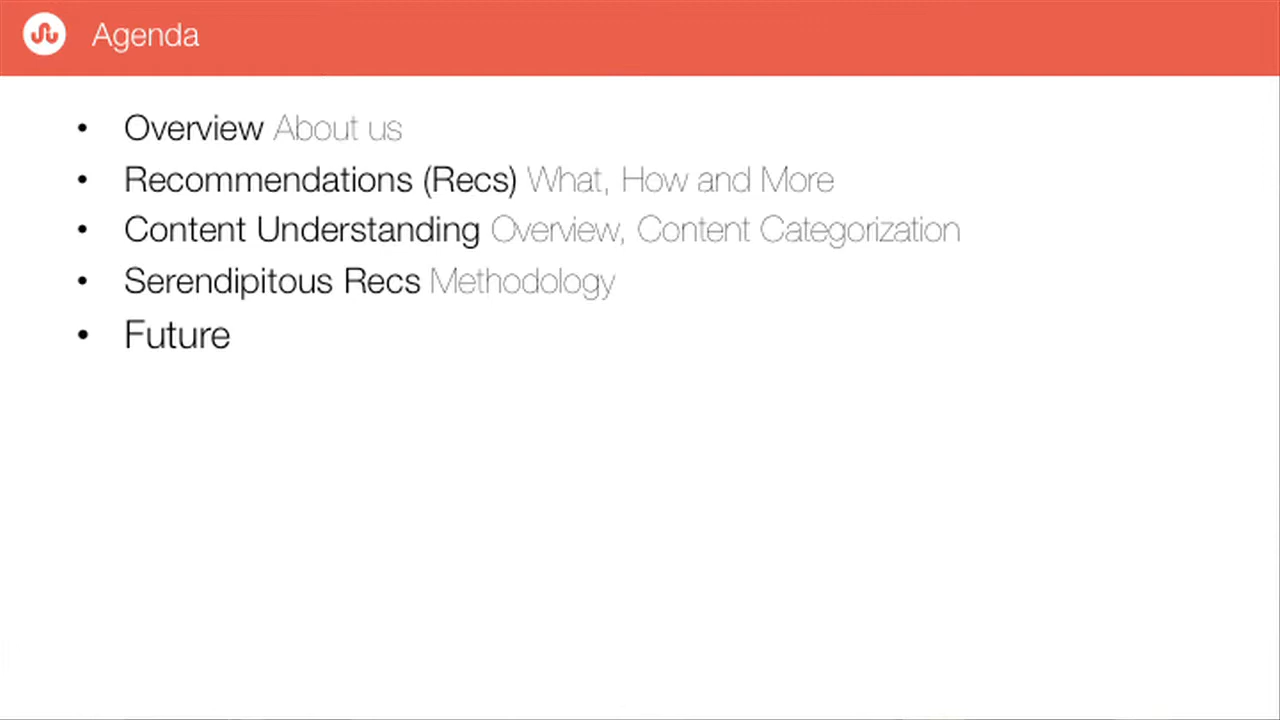 Agenda
• Overview About us
• Recommendations (Recs) What, How and More
• Content Understanding Overview, Content Categorization
• Serendipitous Recs Methodology
• Future